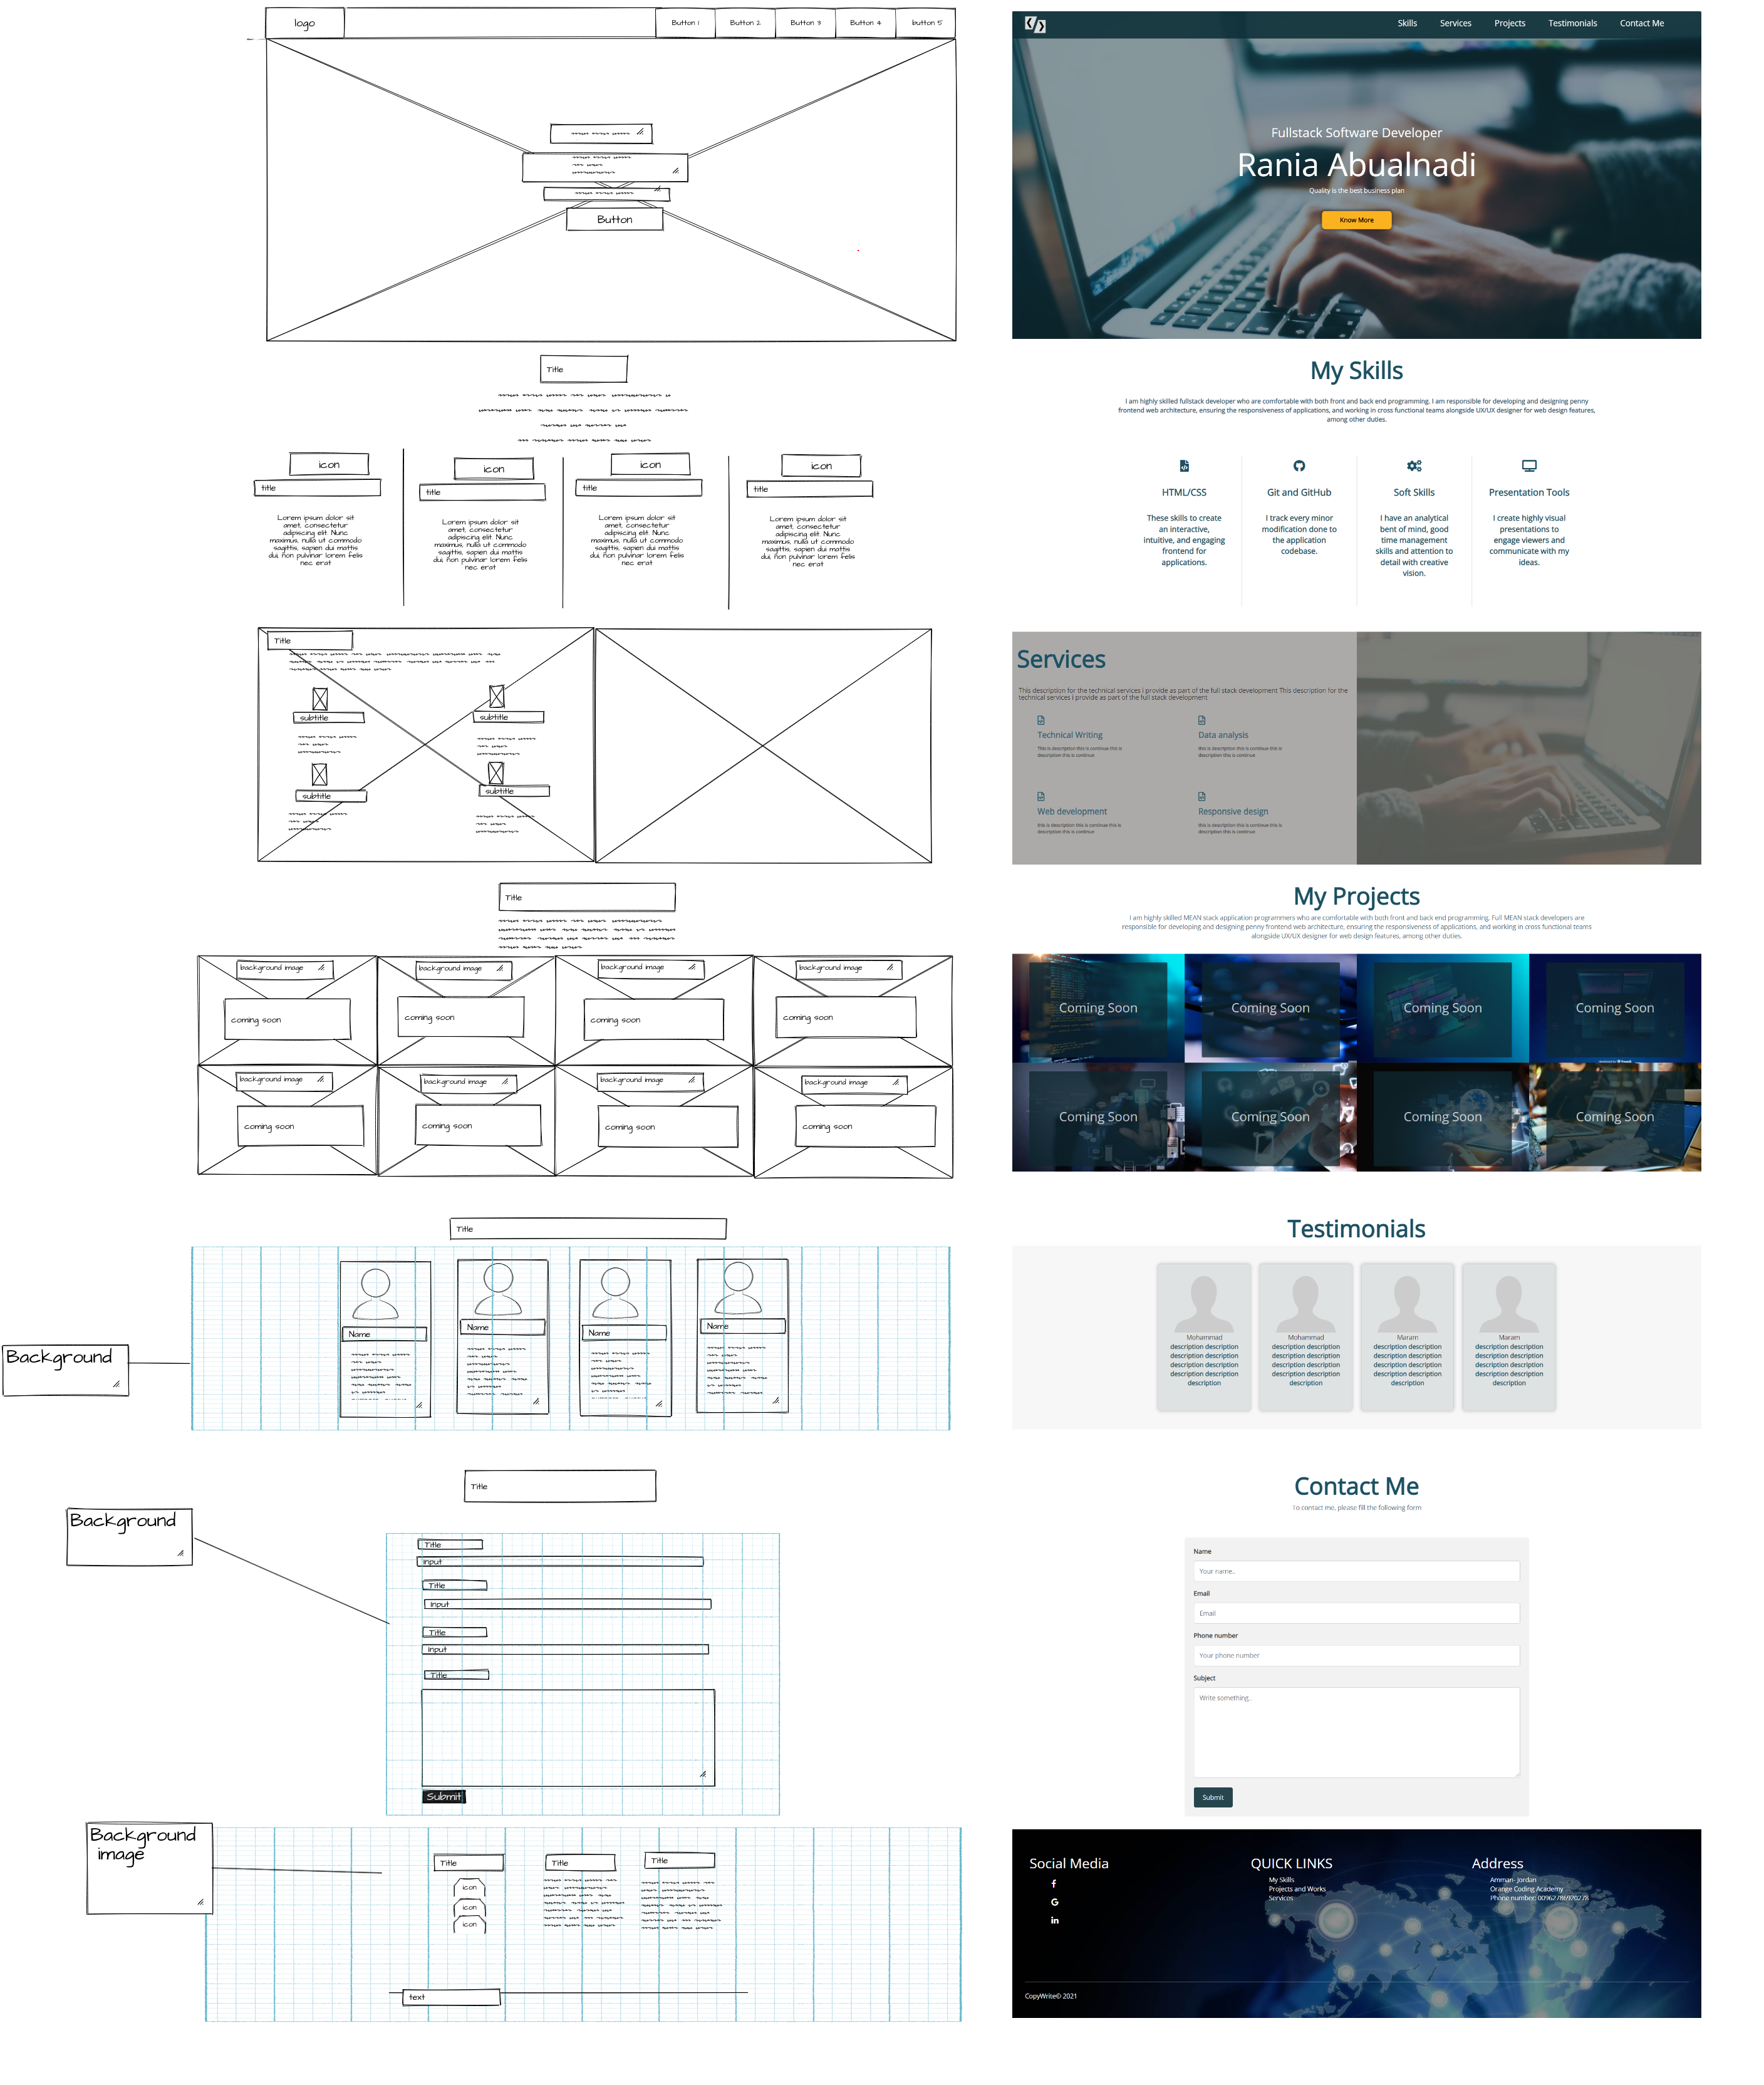 logo
Button 1
Button 2
Button 3
Button 4
button 5
Button
Title
icon
icon
icon
icon
title
title
title
title
Lorem ipsum dolor sit
amet, consectetur
adipiscing elit. Nunc
maximus, nulla ut commodo
sagittis, sapien dui mattis
dui, non pulvinar lorem felis
nec erat
Lorem ipsum dolor sit
amet, consectetur
adipiscing elit. Nunc
maximus, nulla ut commodo
sagittis, sapien dui mattis
dui, non pulvinar lorem felis
nec erat
Lorem ipsum dolor sit
amet, consectetur
adipiscing elit. Nunc
maximus, nulla ut commodo
sagittis, sapien dui mattis
dui, non pulvinar lorem felis
nec erat
Lorem ipsum dolor sit
amet, consectetur
adipiscing elit. Nunc
maximus, nulla ut commodo
sagittis, sapien dui mattis
dui, non pulvinar lorem felis
nec erat
Title
subtitle
subtitle
subtitle
subtitle
Title
background image
background image
background image
background image
coming soon
coming soon
coming soon
coming soon
background image
background image
background image
background image
coming soon
coming soon
coming soon
coming soon
Title
Background
Name
Name
Name
Name
Title
Background
Title
Input
Title
Input
Title
Input
Title
Submit
Background
image
Title
Title
Title
icon
icon
icon
text
Skills
Services
Projects
Testimonials
Contact Me
Fullstack Software Developer
Rania Abualnadi
Quality is the best business plan
Know More
My Skills
I am highly skilled fullstack developer who are comfortable with both front and back end programming. I am responsible for developing and designing penny
frontend web architecture, ensuring the responsiveness of applications, and working in cross functional teams alongside UX/UX designer for web design features,
among other duties.
HTML/CSS
These skills to create
an interactive,
intuitive, and engaging
frontend for
applications.
Git and GitHub
I track every minor
modification done to
the application
codebase.
Soft Skills
I have an analytical
bent of mind, good
time management
skills and attention to
detail with creative
vision.
Presentation Tools
I create highly visual
presentations to
engage viewers and
communicate with my
ideas.
Services
This description for the technical services i provide as part of the full stack development This description for the
technical services i provide as part of the full stack development
Technical Writing
This is description this is continue this is
description this is continue
Data analysis
this is description this is continue this is
description this is continue
Web development
this is description this is continue this is
description this is continue
Responsive design
this is description this is continue this is
description this is continue
My Projects
I am highly skilled MEAN stack application programmers who are comfortable with both front and back end programming. Full MEAN stack developers are
responsible for developing and designing penny frontend web architecture, ensuring the responsiveness of applications, and working in cross functional teams
alongside UX/UX designer for web design features, among other duties.
Coming Soon
Coming Soon
Coming Soon
Coming Soon
Coming Soon
Coming Soon
Coming Soon
Coming Soon
Testimonials
Mohammad
description description
description description
description description
description description
description
Mohammad
description description
description description
description description
description description
description
Maram
description description
description description
description description
description description
description
Maram
description description
description description
description description
description description
description
Contact Me
To contact me, please fill the following form
Name
Your name..
Email
Email
Phone number
Your phone number
Subject
Write something..
Submit
Social Media
QUICK LINKS
My Skills
Projects and Works
Services
Address
Amman- Jordan
Orange Coding Academy
Phone number:
CopyWrite© 2021